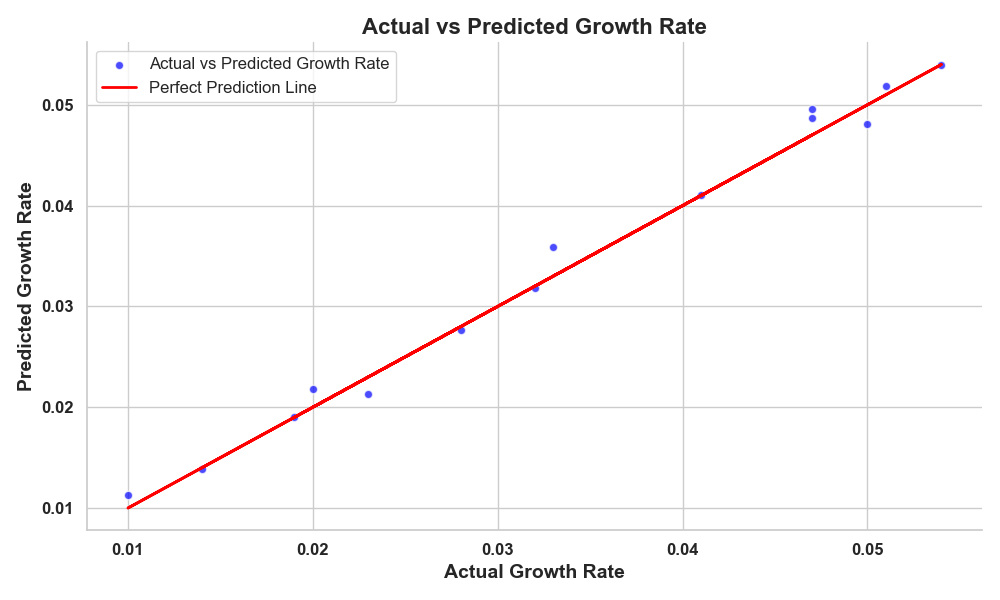 Actual vs Predicted Growth Rate
Actual vs Predicted Growth Rate
Perfect Prediction Line
Predicted Growth Rate
0.05
0.04
0.03
0.02
0.01
0.01 0.02 0.03 0.04 0.05
Actual Growth Rate